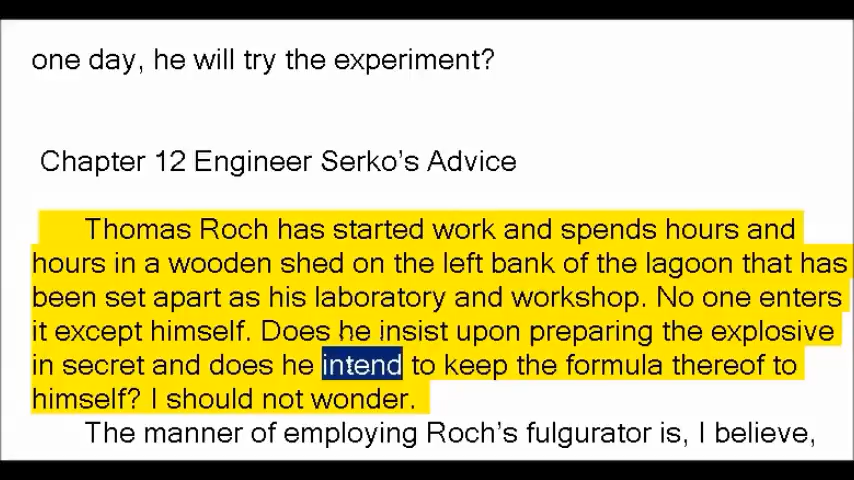 one day, he will try the experiment?
Chapter 12 Engineer Serko's Advice
Thomas Roch has started work and spends hours and
hours in a wooden shed on the left bank of the lagoon that has
been set apart as his laboratory and workshop. No one enters
it except himself. Does he insist upon preparing the explosive
in secret and does he intend to keep the formula thereof to
himself? I should not wonder.
The manner of employing Roch's fulgurator is, I believe,